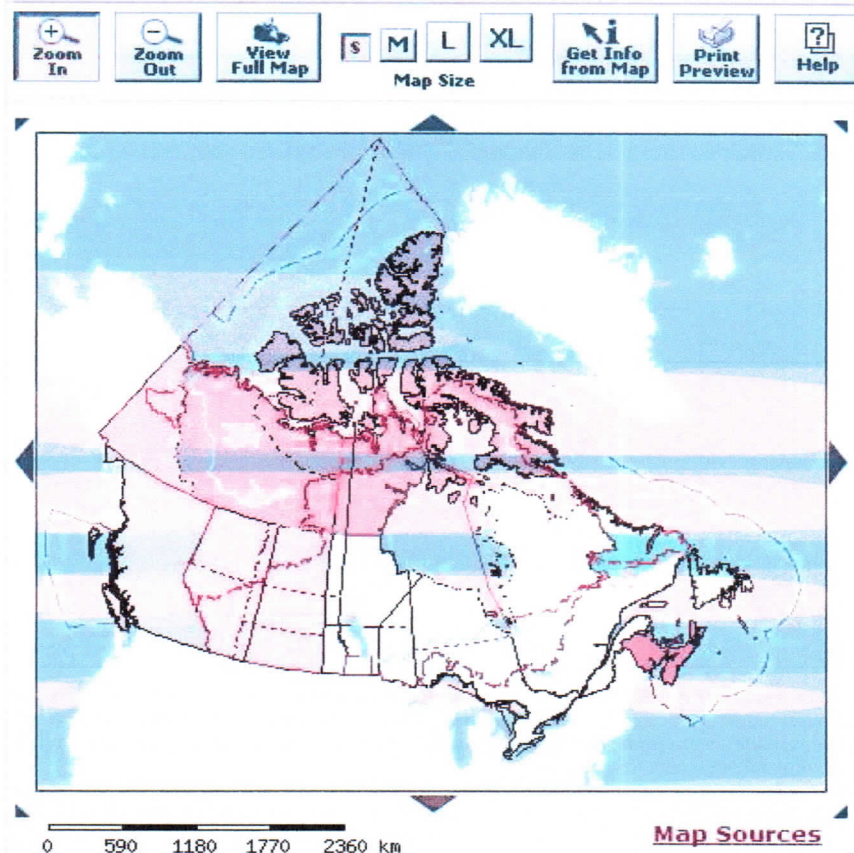 Zoom In
Zoom Out
View Full Map
S M L XL
Map Size
Get Info from Map
Print Preview
? Help
0 590 1180 1770 2360 km
Map Sources